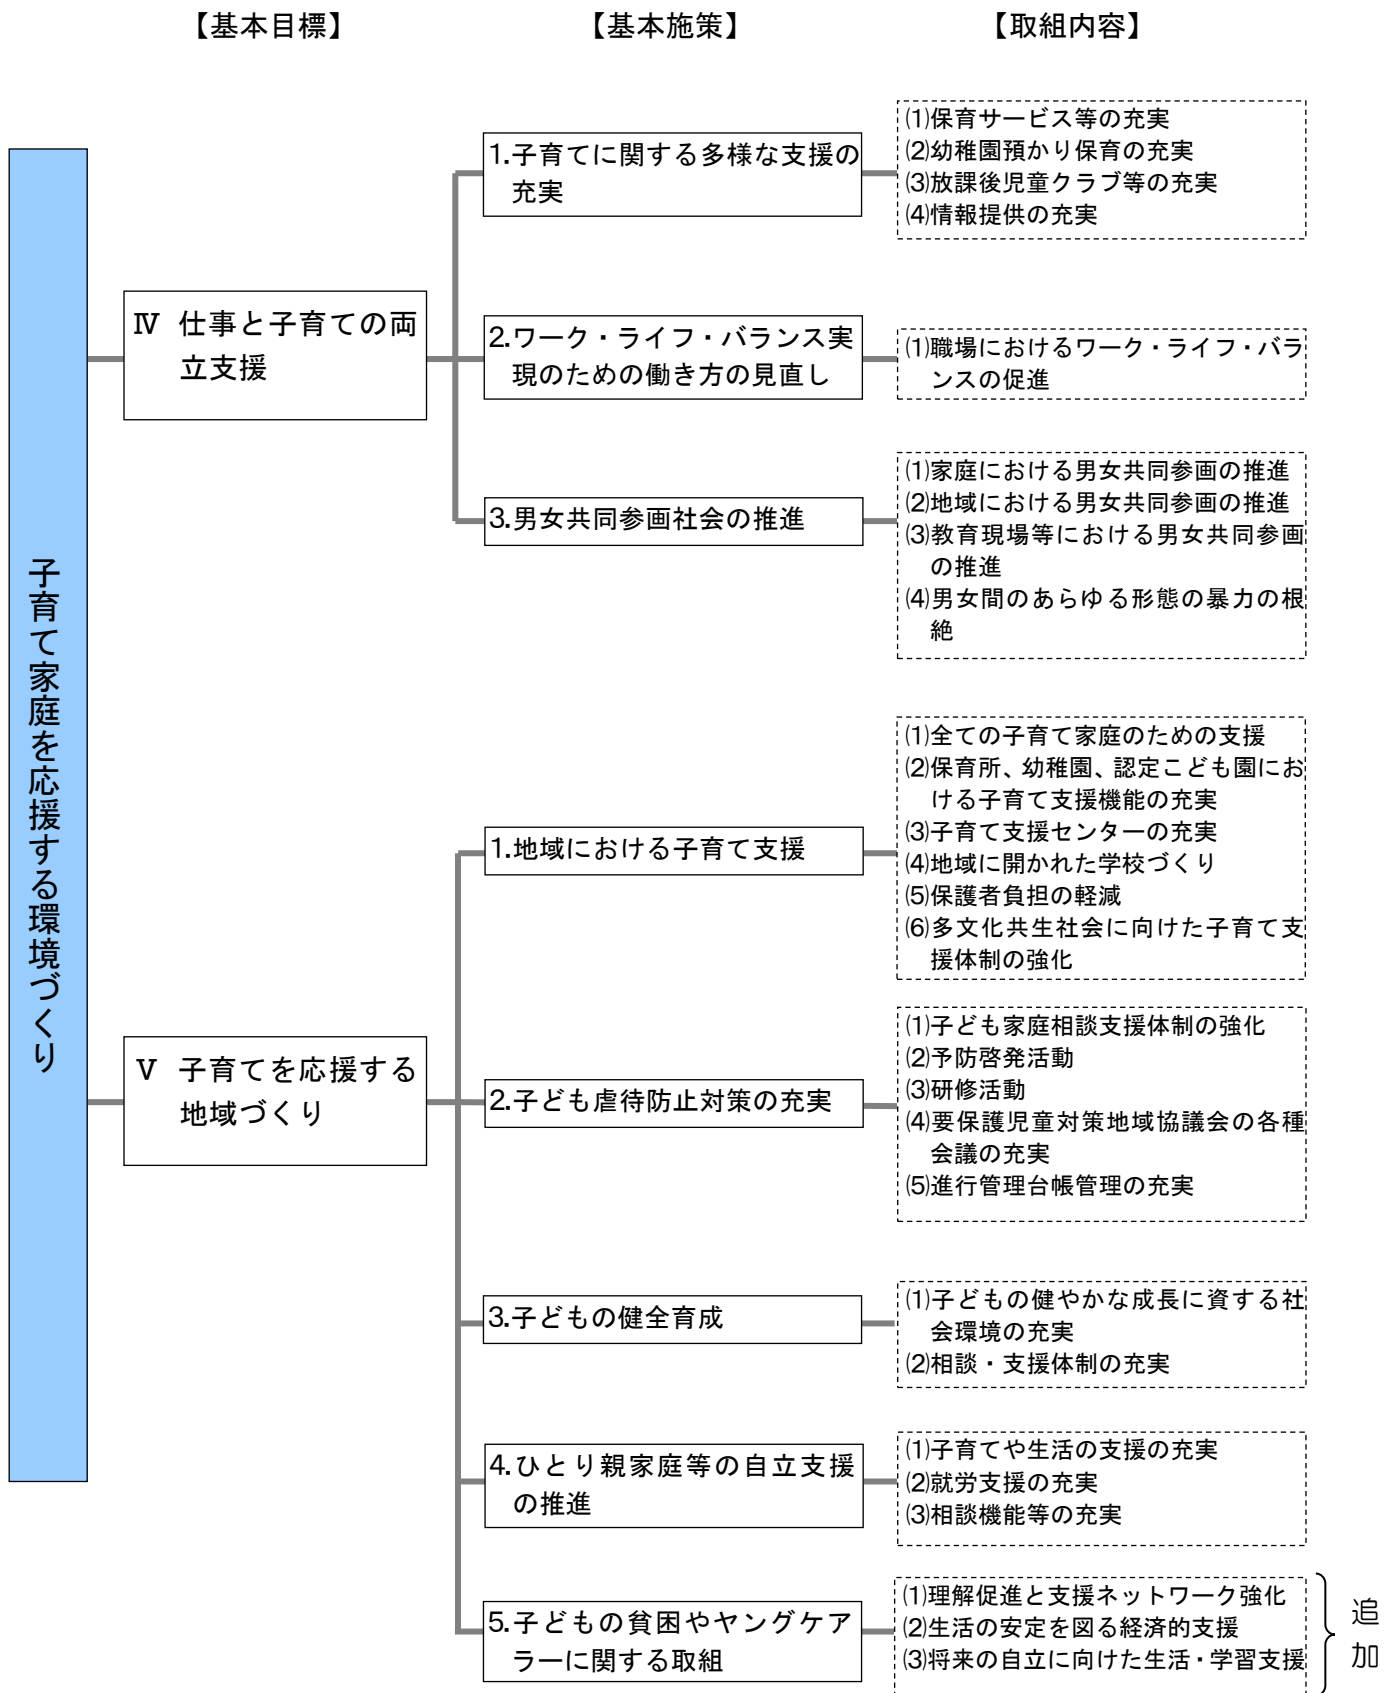 【基本目標】
【基本施策】
【取組内容】
子育て家庭を応援する環境づくり
Ⅳ 仕事と子育ての両
立支援
1.子育てに関する多様な支援の
充実
⑴保育サービス等の充実
⑵幼稚園預かり保育の充実
⑶放課後児童クラブ等の充実
⑷情報提供の充実
2.ワーク・ライフ・バランス実
現のための働き方の見直し
⑴職場におけるワーク・ライフ・バラ
ンスの促進
3.男女共同参画社会の推進
⑴家庭における男女共同参画の推進
⑵地域における男女共同参画の推進
⑶教育現場等における男女共同参画
の推進
⑷男女間のあらゆる形態の暴力の根
絶
Ⅴ 子育てを応援する
地域づくり
1.地域における子育て支援
⑴全ての子育て家庭のための支援
⑵保育所、幼稚園、認定こども園にお
ける子育て支援機能の充実
⑶子育て支援センターの充実
⑷地域に開かれた学校づくり
⑸保護者負担の軽減
⑹多文化共生社会に向けた子育て支
援体制の強化
2.子ども虐待防止対策の充実
⑴子ども家庭相談支援体制の強化
⑵予防啓発活動
⑶研修活動
⑷要保護児童対策地域協議会の各種
会議の充実
⑸進行管理台帳管理の充実
3.子どもの健全育成
⑴子どもの健やかな成長に資する社
会環境の充実
⑵相談・支援体制の充実
4.ひとり親家庭等の自立支援
の推進
⑴子育てや生活の支援の充実
⑵就労支援の充実
⑶相談機能等の充実
5.子どもの貧困やヤングケア
ラーに関する取組
⑴理解促進と支援ネットワーク強化
⑵生活の安定を図る経済的支援
⑶将来の自立に向けた生活・学習支援
追加